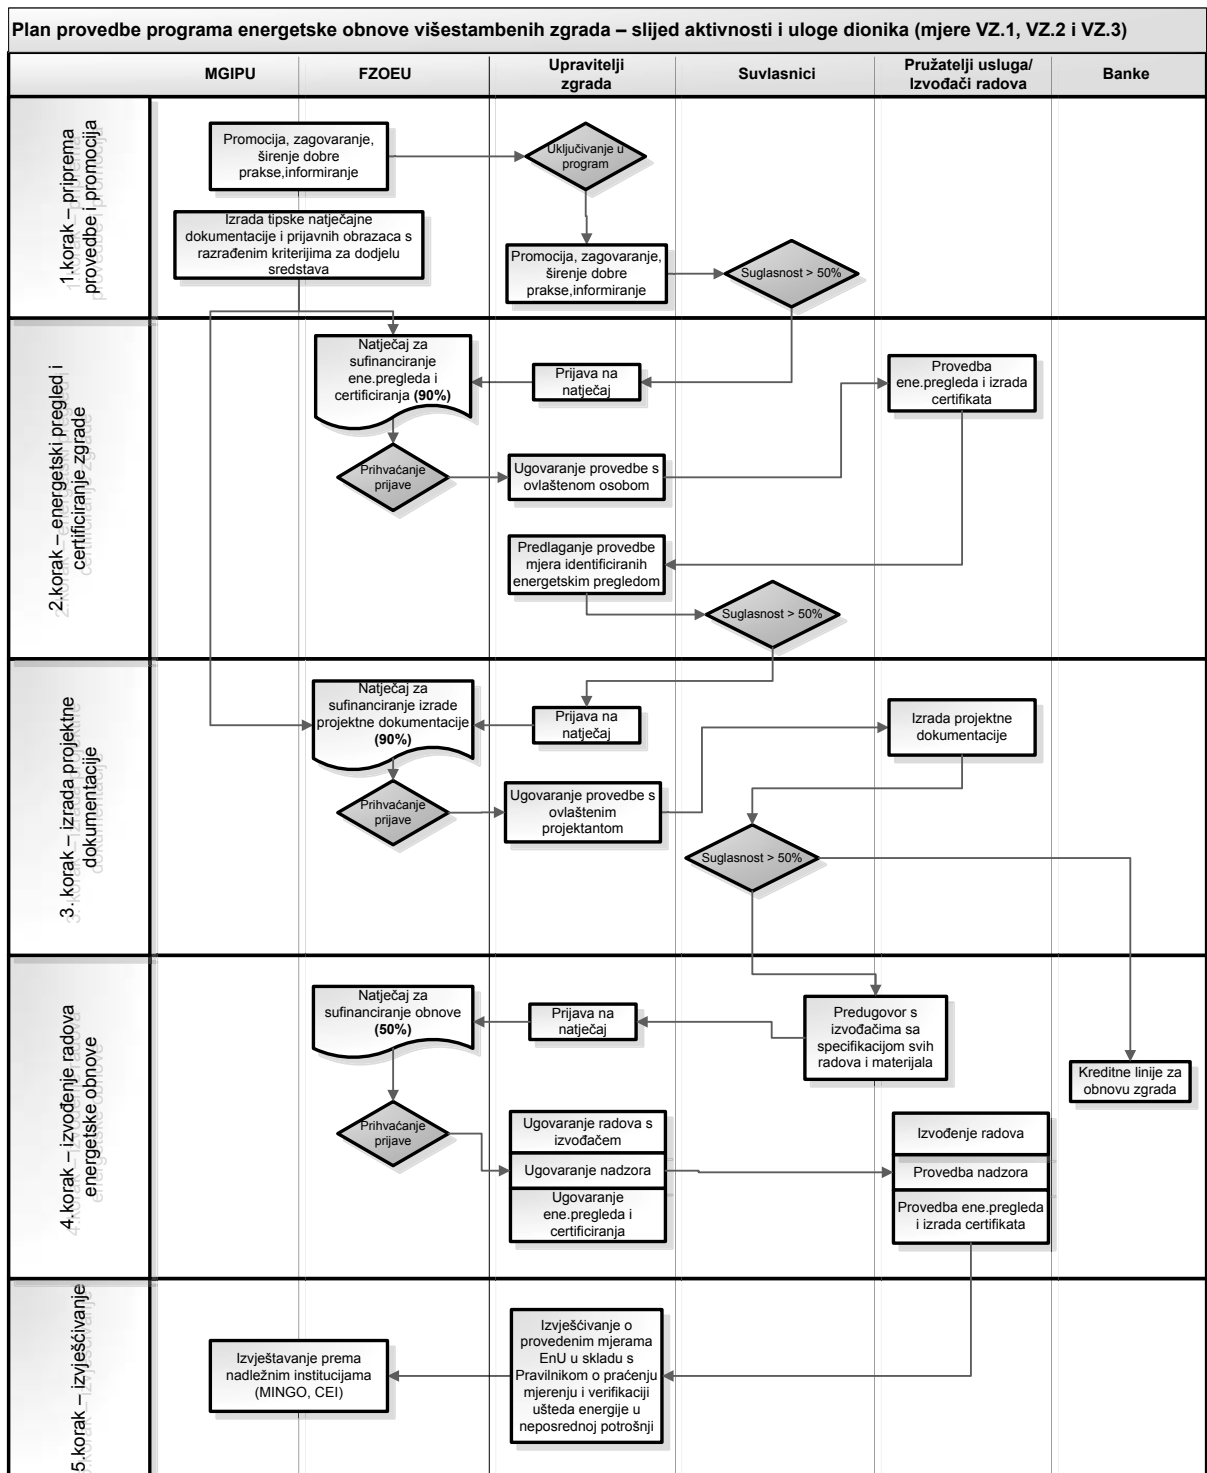 Plan provedbe programa energetske obnove višestambenih zgrada – slijed aktivnosti i uloge dionika (mjere VZ.1, VZ.2 i VZ.3)
MGIPU
FZOEU
Upravitelji
zgrada
Suvlasnici
Pružatelji usluga/
Izvođači radova
Banke
1.korak – priprema
provedbe i promocija
Promocija, zagovaranje,
širenje dobre
prakse,informiranje
Uključivanje u
program
Izrada tipske natječajne
dokumentacije i prijavnih obrazaca s
razrađenim kriterijima za dodjelu
sredstava
Promocija, zagovaranje,
širenje dobre
prakse,informiranje
Suglasnost > 50%
2.korak – energetski pregled i
certificiranje zgrade
Natječaj za
sufinanciranje
ene.pregleda i
certificiranja (90%)
Prijava na
natječaj
Provedba
ene.pregleda i izrada
certifikata
Prihvaćanje
prijave
Ugovaranje provedbe s
ovlaštenom osobom
Predlaganje provedbe
mjera identificiranih
energetskim pregledom
Suglasnost > 50%
3. korak – izrada projektne
dokumentacije
Natječaj za
sufinanciranje izrade
projektne dokumentacije
(90%)
Prijava na
natječaj
Izrada projektne
dokumentacije
Prihvaćanje
prijave
Ugovaranje provedbe s
ovlaštenim
projektantom
Suglasnost > 50%
4.korak – izvođenje radova
energetske obnove
Natječaj za
sufinanciranje obnove
(50%)
Prijava na
natječaj
Predugovor s
izvođačima sa
specifikacijom svih
radova i materijala
Kreditne linije za
obnovu zgrada
Prihvaćanje
prijave
Ugovaranje radova s
izvođačem
Ugovaranje nadzora
Ugovaranje
ene.pregleda i
certificiranja
Izvođenje radova
Provedba nadzora
Provedba ene.pregleda
i izrada certifikata
5.korak – izvješćivanje
Izvještavanje prema
nadležnim institucijama
(MINGO, CEI)
Izvješćivanje o
provedenim mjerama
EnU u skladu s
Pravilnikom o praćenju
mjerenju i verifikaciji
ušteda energije u
neposrednoj potrošnji